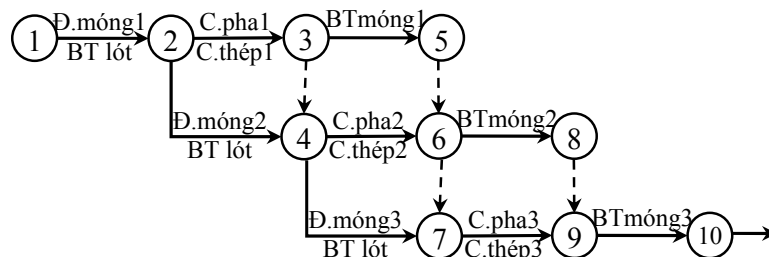 Đ.móng1 C.pha1 BTmóng1
1 2 3 5
BT lót C.thép1
Đ.móng2 C.pha2 BTmóng2
4 6 8
BT lót C.thép2
Đ.móng3 C.pha3 BTmóng3
7 9 10
BT lót C.thép3